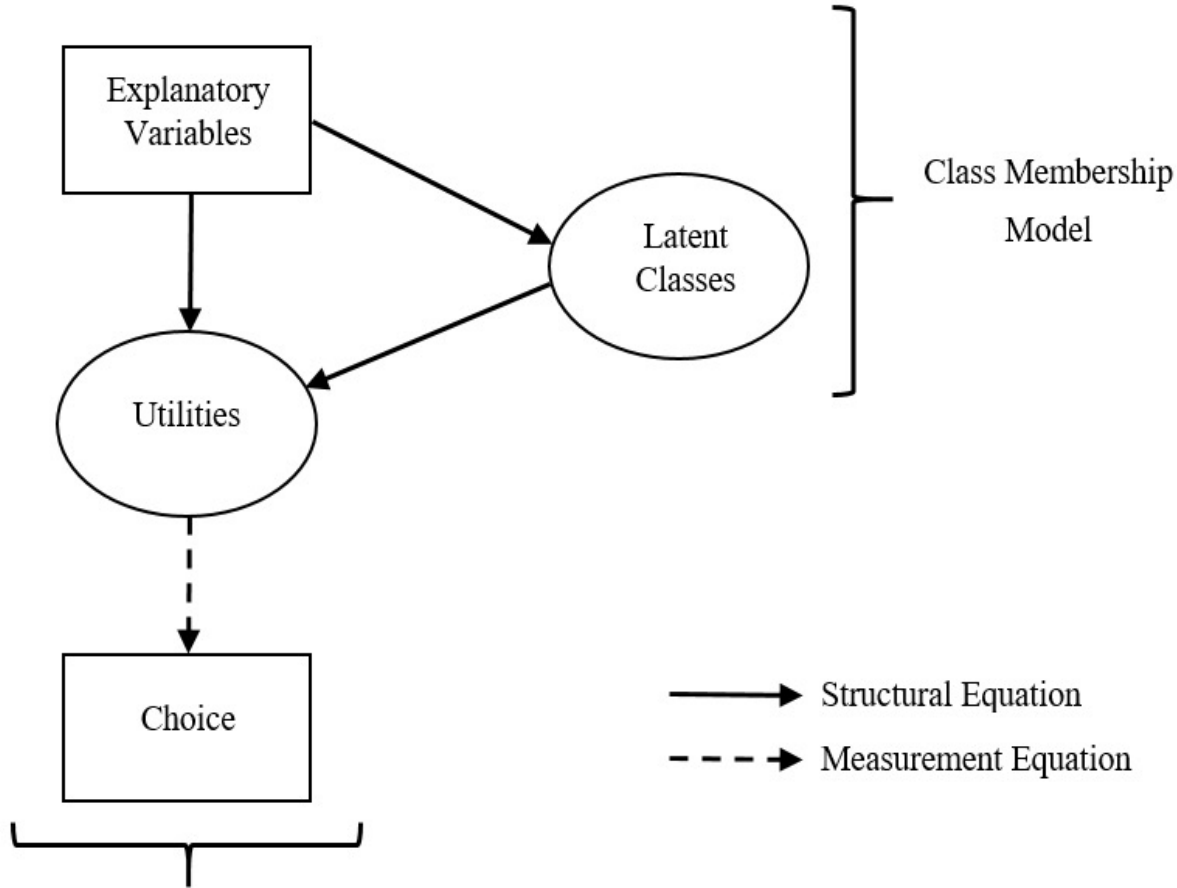 Explanatory
Variables
Class Membership
Model
Latent
Classes
Utilities
Choice
Structural Equation
Measurement Equation